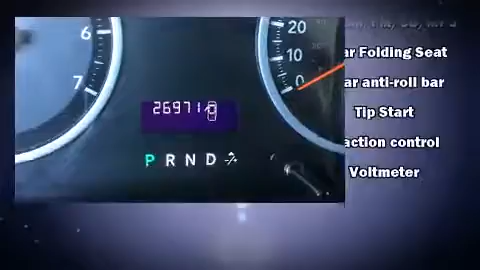 6
7
20
10
0
26971
P R N D
ar Folding Seat
ar anti-roll bar
Tip Start
action control
Voltmeter